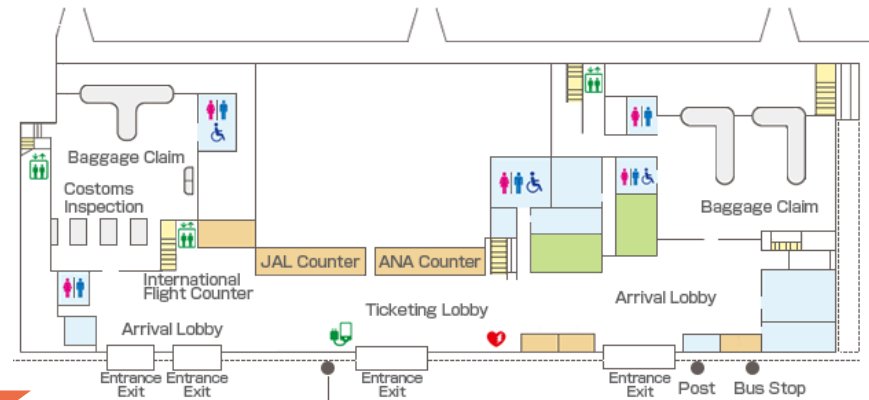 Baggage Claim
Costoms
Inspection
Baggage Claim
JAL Counter
ANA Counter
International
Flight Counter
Ticketing Lobby
Arrival Lobby
Arrival Lobby
Entrance
Exit
Entrance
Exit
Entrance
Exit
Entrance
Exit
Post
Bus Stop